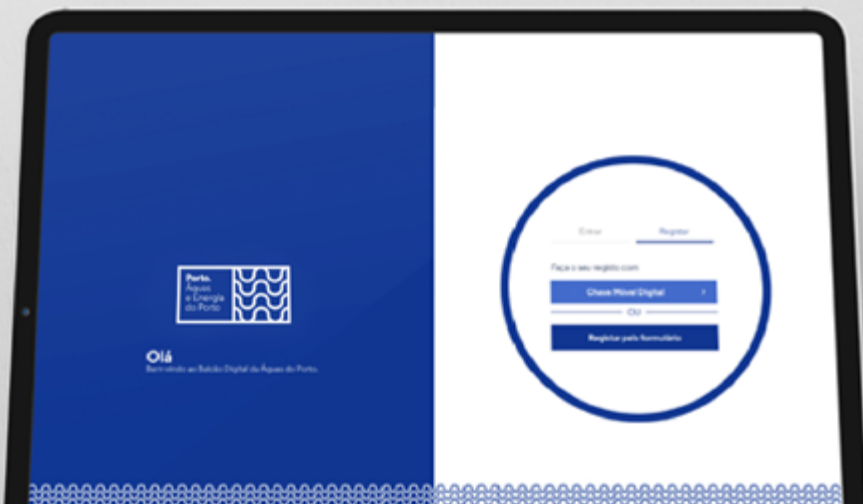 Porto.
Águas
e Energia
do Porto
Olá
Bem-vindo ao Balcão Digital da Águas do Porto.
Entrar
Registar
Faça o seu registo com:
Chave Móvel Digital
OU
Registar pelo formulário